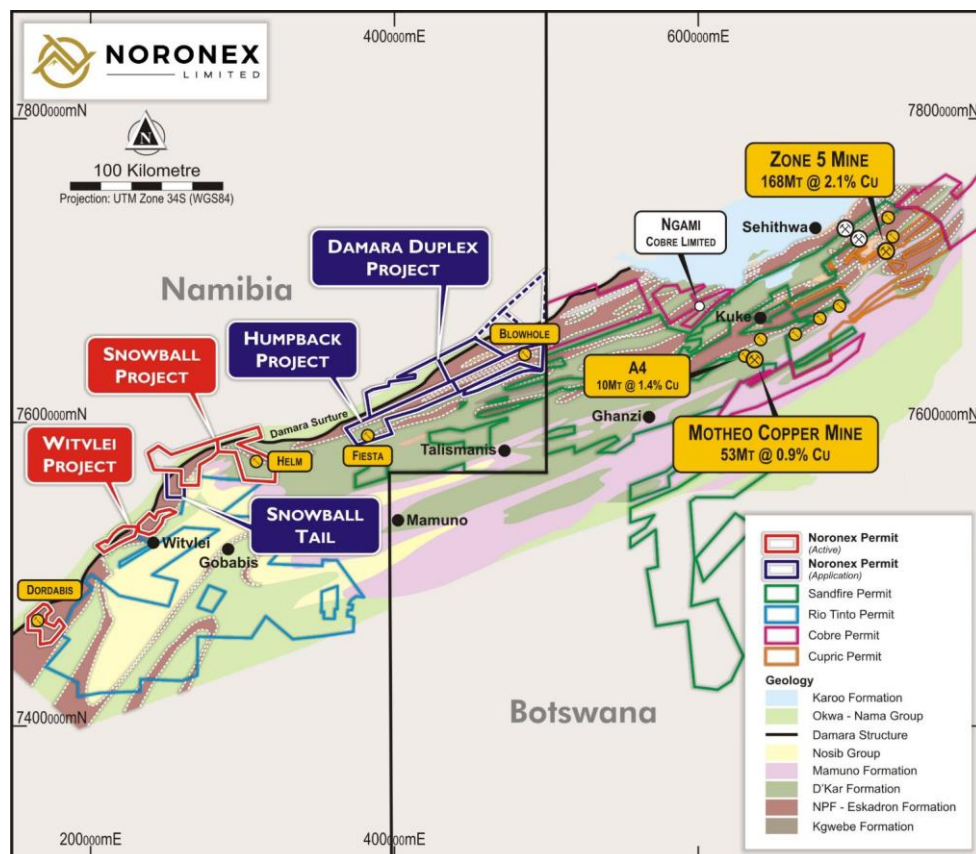 NORONEX
LIMITED
400000mE
600000mE
7800000mN
7800000mN
N
100 Kilometre
Projection: UTM Zone 34S (WGS84)
ZONE 5 MINE
168MT @ 2.1% CU
NGAMI
COBRE LIMITED
Sehithwa
DAMARA DUPLEX
PROJECT
Namibia
HUMPBACK
PROJECT
BLOWHOLE
Kuke
SNOWBALL
PROJECT
A4
10MT @ 1.4% CU
Damara Surture
Ghanzi
7600000mN
7600000mN
WITVLEI
PROJECT
HELM
FIESTA
Talismanis
MOTHEO COPPER MINE
53MT @ 0.9% CU
SNOWBALL
TAIL
Mamuno
Witvlei
Gobabis
DORDABIS
Noronex Permit
(Active)
Noronex Permit
(Application)
Sandfire Permit
Rio Tinto Permit
Cobre Permit
Cupric Permit
Geology
Karoo Formation
Okwa - Nama Group
Damara Structure
Nosib Group
Mamuno Formation
D'Kar Formation
NPF - Eskadron Formation
Kgwebe Formation
7400000mN
Botswana
200000mE
400000mE